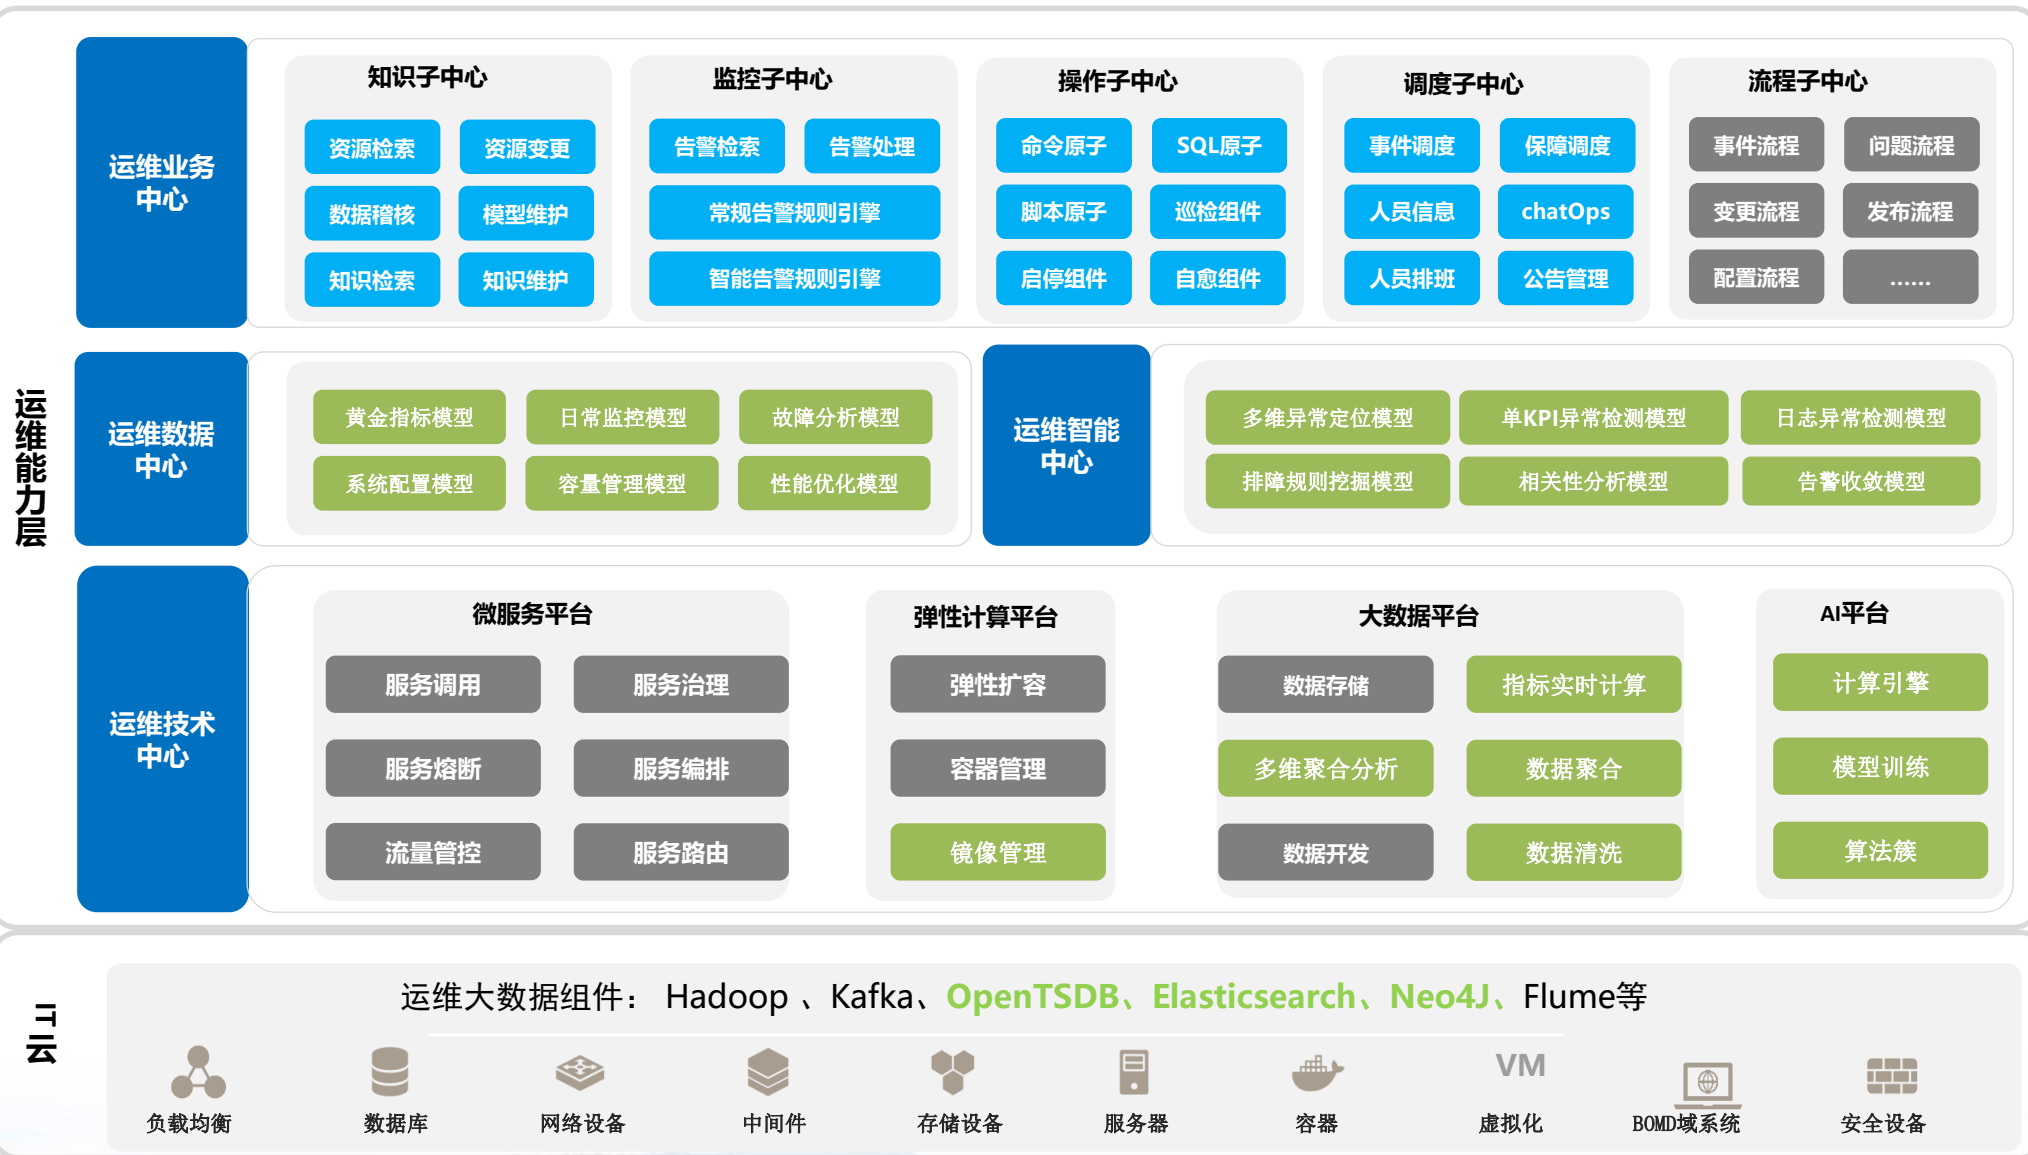 运维能力层
运维业务
中心
知识子中心
资源检索
资源变更
数据稽核
模型维护
知识检索
知识维护
监控子中心
告警检索
告警处理
常规告警规则引擎
智能告警规则引擎
操作子中心
命令原子
SQL原子
脚本原子
巡检组件
启停组件
自愈组件
调度子中心
事件调度
保障调度
人员信息
chatOps
人员排班
公告管理
流程子中心
事件流程
问题流程
变更流程
发布流程
配置流程
......
运维数据
中心
黄金指标模型
日常监控模型
故障分析模型
系统配置模型
容量管理模型
性能优化模型
运维智能
中心
多维异常定位模型
单KPI异常检测模型
日志异常检测模型
排障规则挖掘模型
相关性分析模型
告警收敛模型
运维技术
中心
微服务平台
服务调用
服务治理
服务熔断
服务编排
流量管控
服务路由
弹性计算平台
弹性扩容
容器管理
镜像管理
大数据平台
数据存储
指标实时计算
多维聚合分析
数据聚合
数据开发
数据清洗
AI平台
计算引擎
模型训练
算法簇
IT云
运维大数据组件： Hadoop 、Kafka、OpenTSDB、Elasticsearch、Neo4J、Flume等
负载均衡
数据库
网络设备
中间件
存储设备
服务器
容器
VM
虚拟化
BOMD域系统
安全设备